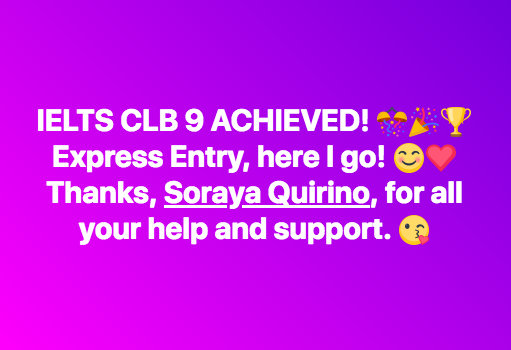 IELTS CLB 9 ACHIEVED! 🎊🎉🏆
Express Entry, here I go! 😊❤️
Thanks, Soraya Quirino, for all
your help and support. 😘